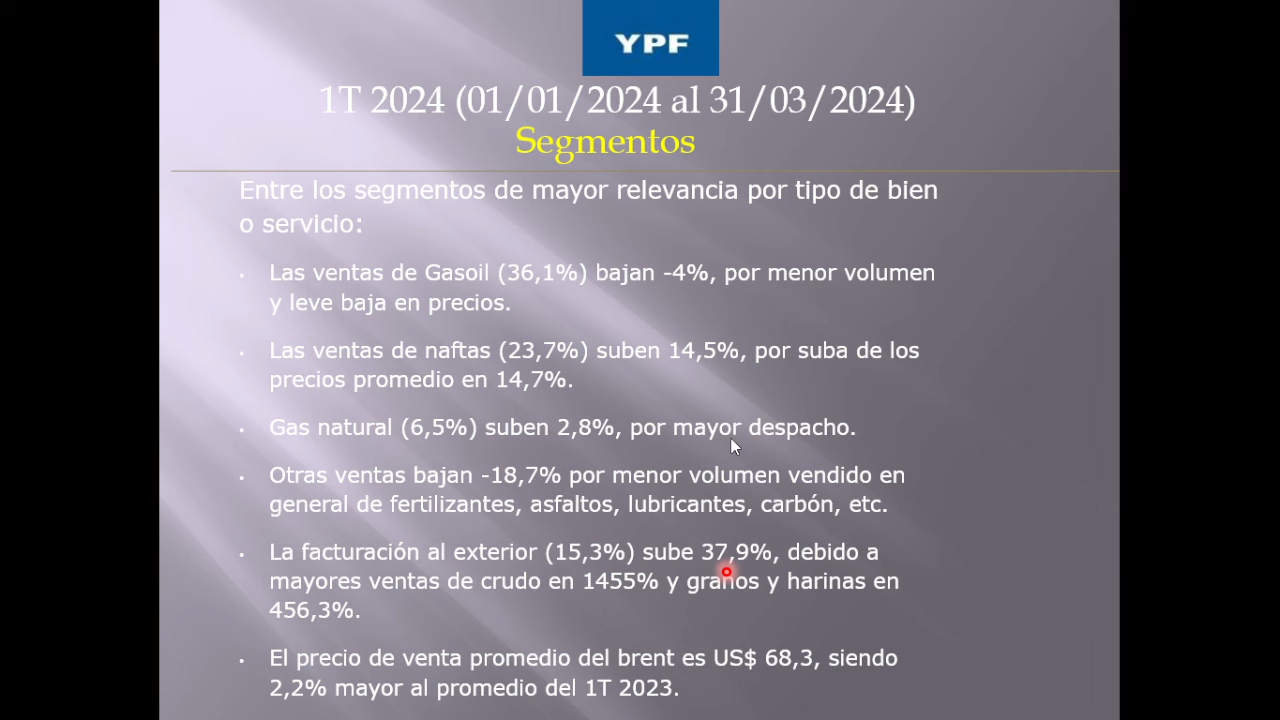 YPF
1T 2024 (01/01/2024 al 31/03/2024)
Segmentos
Entre los segmentos de mayor relevancia por tipo de bien
o servicio:
• Las ventas de Gasoil (36,1%) bajan -4%, por menor volumen
y leve baja en precios.
• Las ventas de naftas (23,7%) suben 14,5%, por suba de los
precios promedio en 14,7%.
• Gas natural (6,5%) suben 2,8%, por mayor despacho.
• Otras ventas bajan -18,7% por menor volumen vendido en
general de fertilizantes, asfaltos, lubricantes, carbón, etc.
• La facturación al exterior (15,3%) sube 37,9%, debido a
mayores ventas de crudo en 1455% y granos y harinas en
456,3%.
• El precio de venta promedio del brent es US$ 68,3, siendo
2,2% mayor al promedio del 1T 2023.